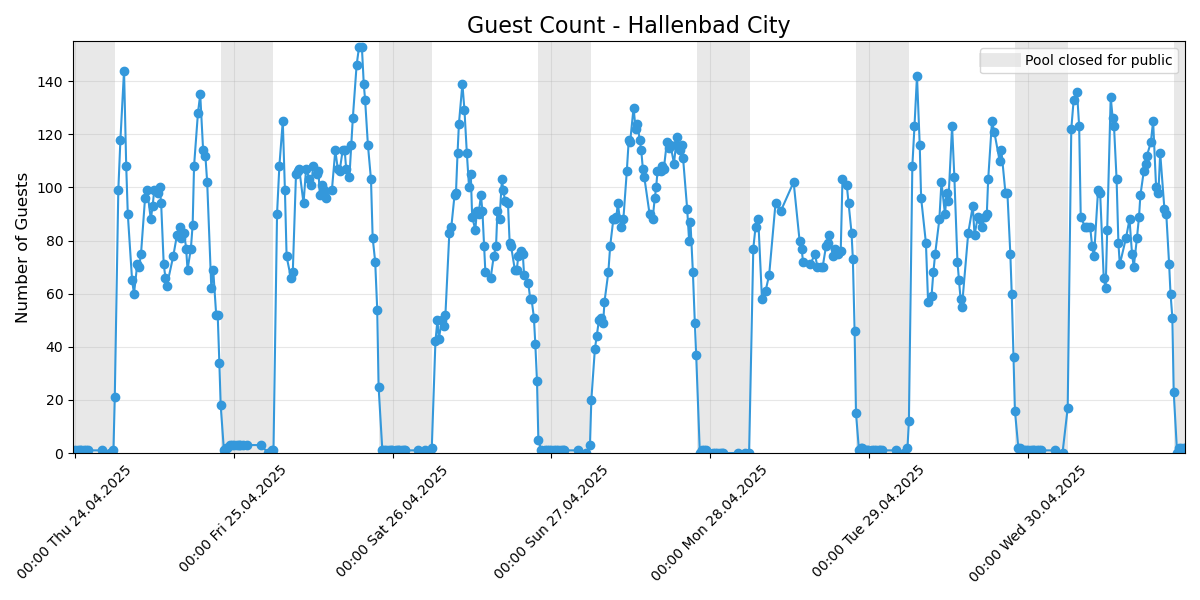 Guest Count - Hallenbad City
Pool closed for public
Number of Guests
140
120
100
80
60
40
20
0
00:00 Thu 24.04.2025
00:00 Fri 25.04.2025
00:00 Sat 26.04.2025
00:00 Sun 27.04.2025
00:00 Mon 28.04.2025
00:00 Tue 29.04.2025
00:00 Wed 30.04.2025